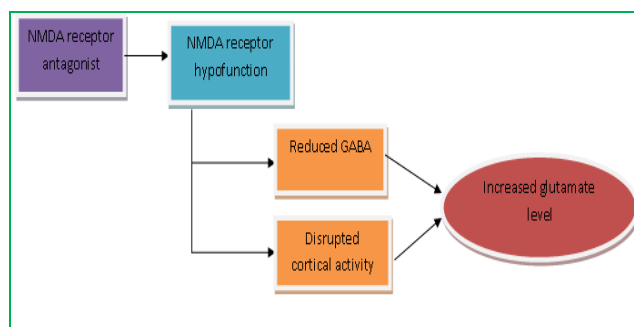 NMDA receptor
antagonist
NMDA receptor
hypofunction
Reduced GABA
Disrupted
cortical activity
Increased glutamate
level